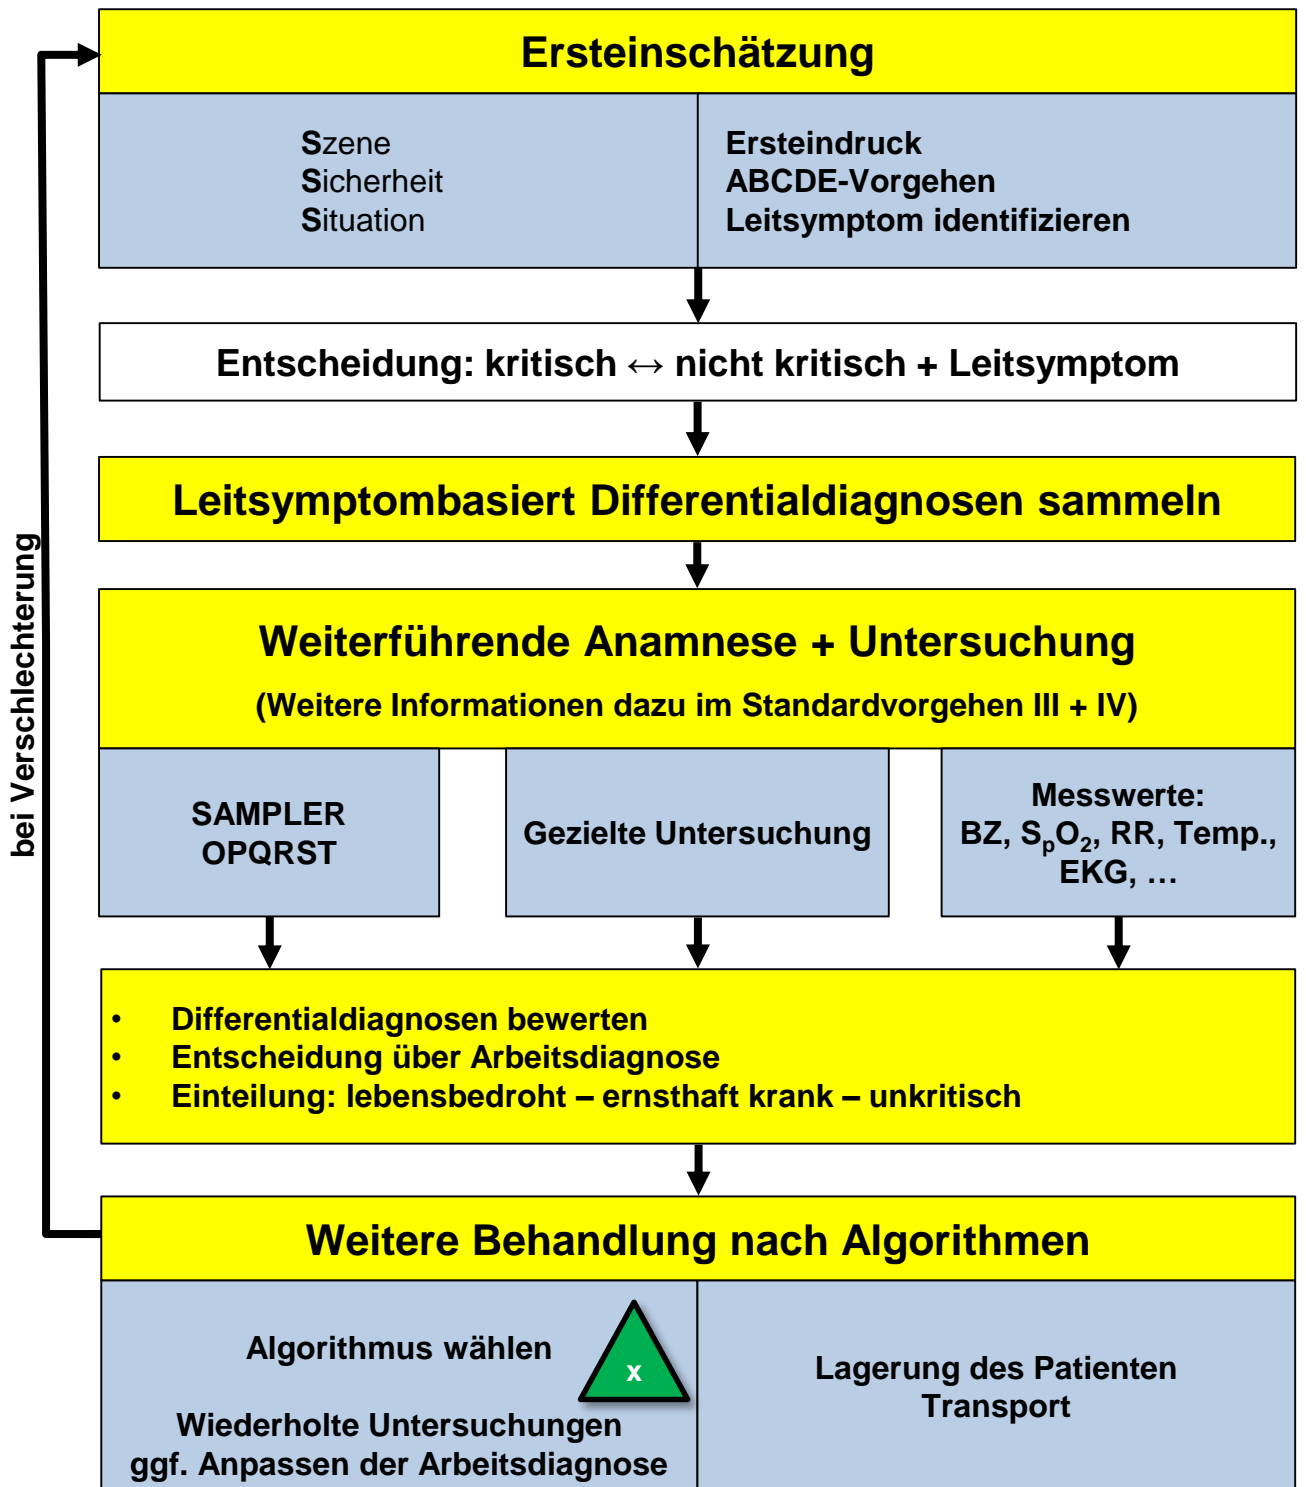 Ersteinschätzung
Szene
Sicherheit
Situation
Ersteindruck
ABCDE-Vorgehen
Leitsymptom identifizieren
Entscheidung: kritisch ↔ nicht kritisch + Leitsymptom
Leitsymptombasiert Differentialdiagnosen sammeln
bei Verschlechterung
Weiterführende Anamnese + Untersuchung
(Weitere Informationen dazu im Standardvorgehen III + IV)
SAMPLER
OPQRST
Gezielte Untersuchung
Messwerte:
BZ, SpO2, RR, Temp.,
EKG, …
• Differentialdiagnosen bewerten
• Entscheidung über Arbeitsdiagnose
• Einteilung: lebensbedroht – ernsthaft krank – unkritisch
Weitere Behandlung nach Algorithmen
Algorithmus wählen
x
Wiederholte Untersuchungen
ggf. Anpassen der Arbeitsdiagnose
Lagerung des Patienten
Transport